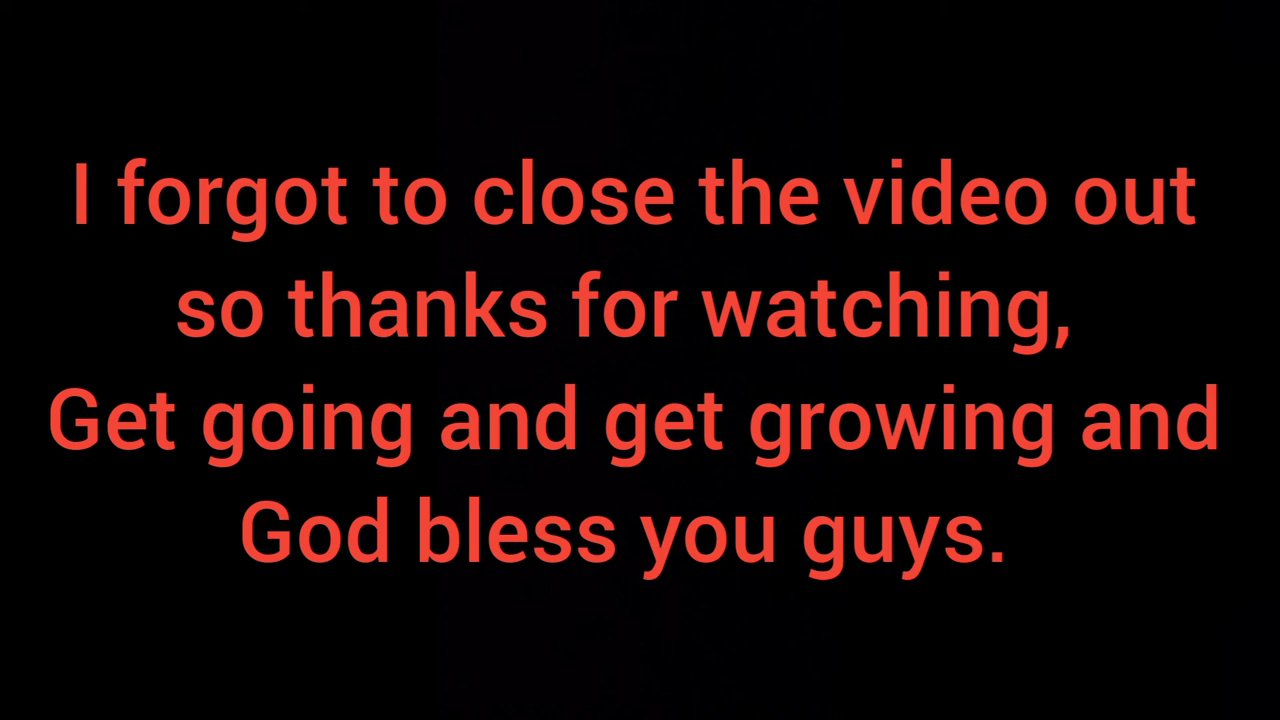 I forgot to close the video out
so thanks for watching,
Get going and get growing and
God bless you guys.